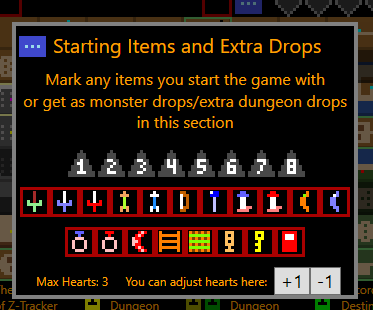 Starting Items and Extra Drops
Mark any items you start the game with
or get as monster drops/extra dungeon drops
in this section
1 2 3 4 5 6 7 8
Max Hearts: 3 You can adjust hearts here: +1 -1
of Z-Tracker Dungeon Dungeon